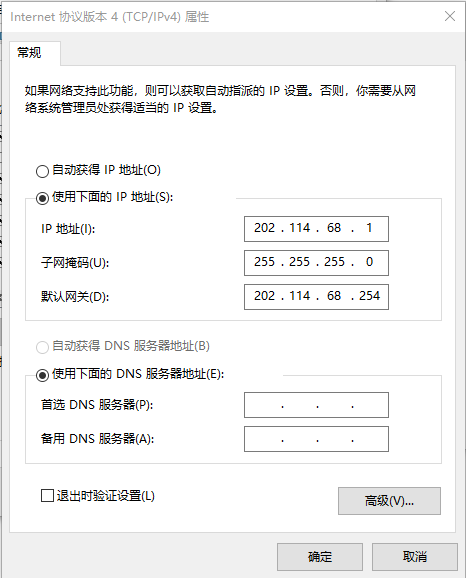 Internet 协议版本 4 (TCP/IPv4) 属性
常规
如果网络支持此功能，则可以获取自动指派的 IP 设置。否则，你需要从网
络系统管理员处获得适当的 IP 设置。
自动获得 IP 地址(O)
使用下面的 IP 地址(S):
IP 地址(I): 202 . 114 . 68 . 1
子网掩码(U): 255 . 255 . 255 . 0
默认网关(D): 202 . 114 . 68 . 254
自动获得 DNS 服务器地址(B)
使用下面的 DNS 服务器地址(E):
首选 DNS 服务器(P): . . .
备用 DNS 服务器(A): . . .
退出时验证设置(L)
高级(V)...
确定 取消